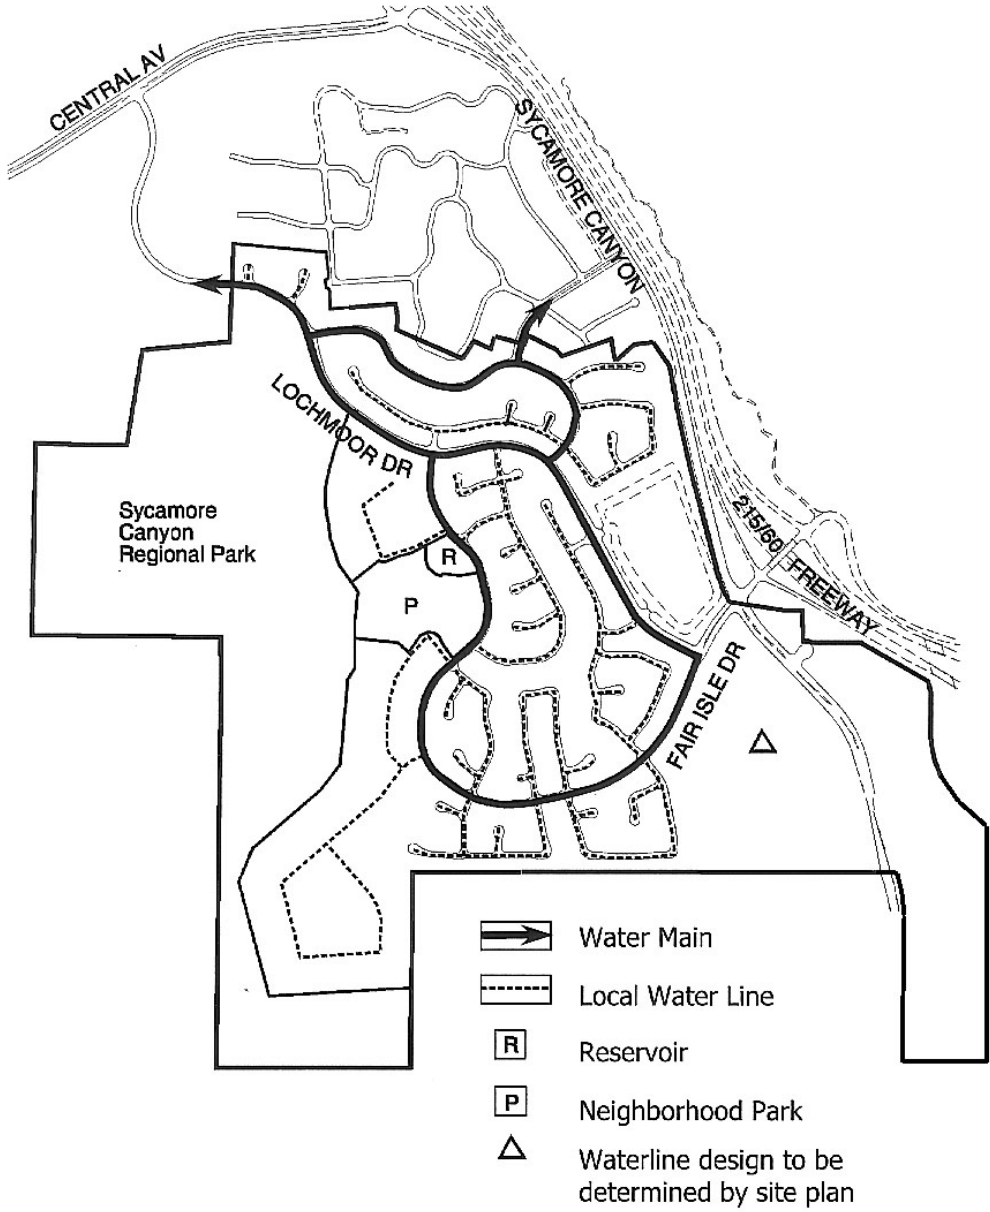 CENTRAL AV
SYCAMORE CANYON
LOCHMOOR DR
Sycamore
Canyon
Regional Park
215/60 FREEWAY
R
P
FAIR ISLE DR
Water Main
Local Water Line
R
Reservoir
P
Neighborhood Park
Waterline design to be
determined by site plan